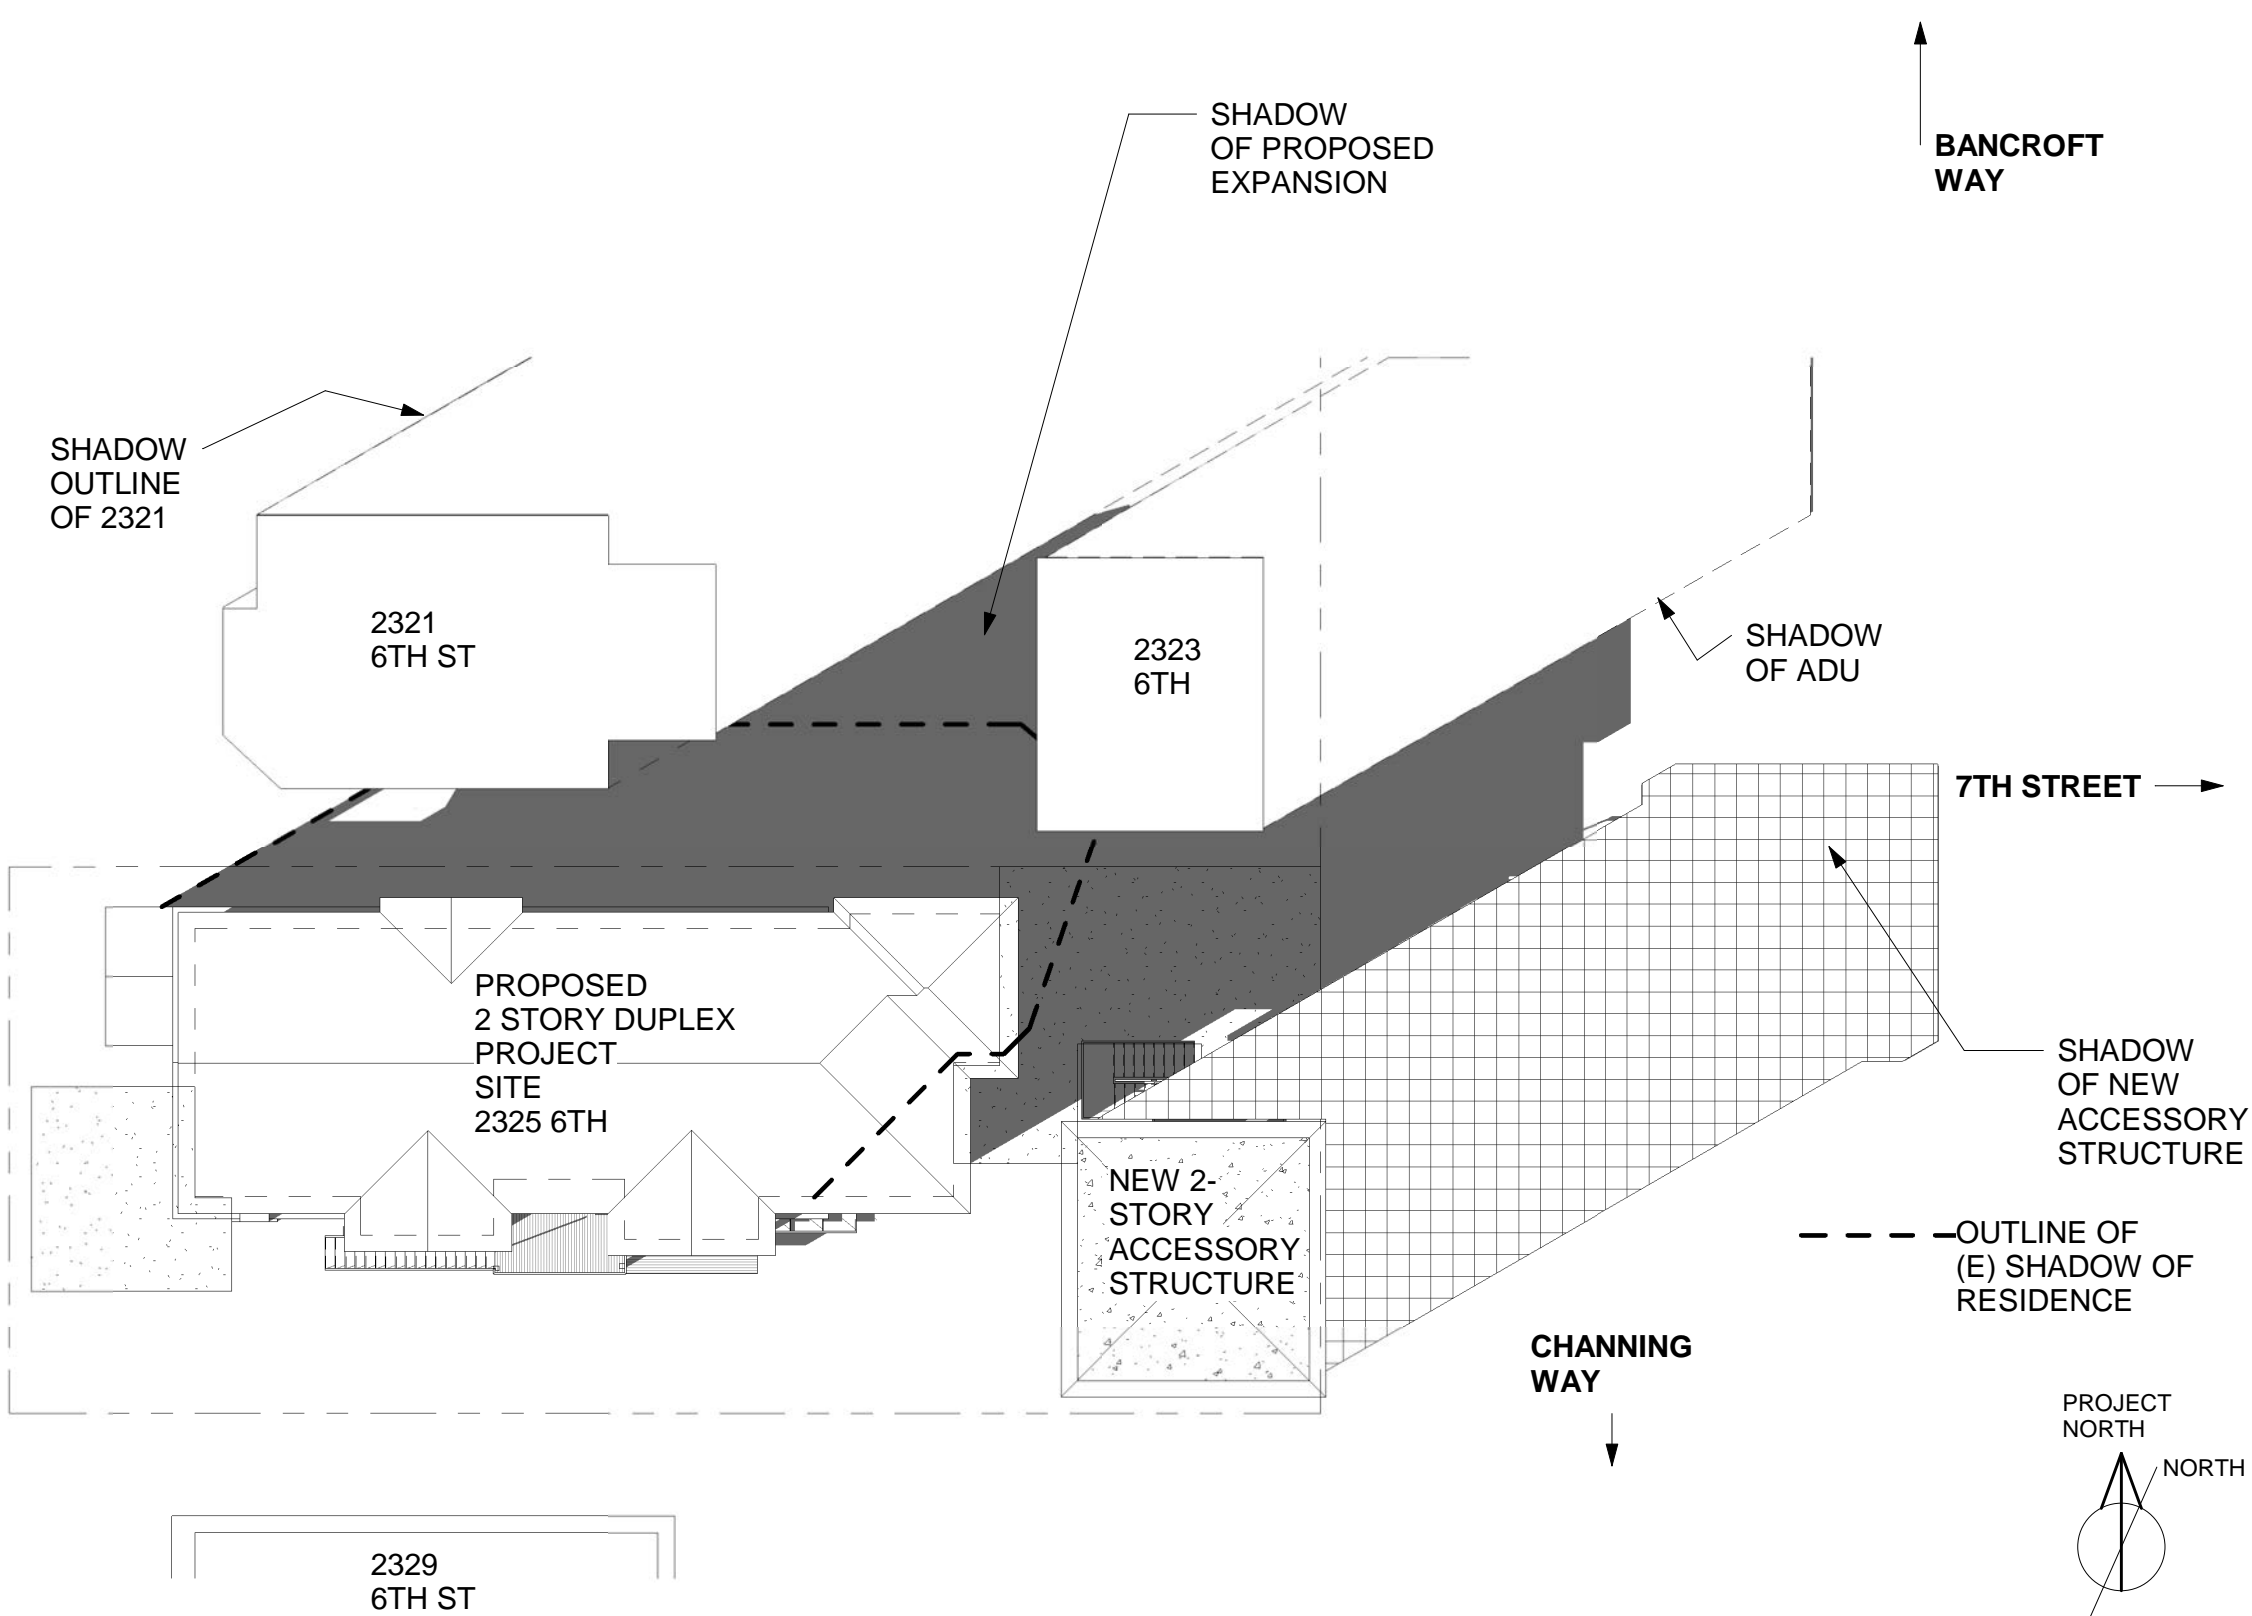 SHADOW
OF PROPOSED
EXPANSION
BANCROFT
WAY
SHADOW
OUTLINE
OF 2321
2321
6TH ST
2323
6TH
SHADOW
OF ADU
7TH STREET
PROPOSED
2 STORY DUPLEX
PROJECT
SITE
2325 6TH
SHADOW
OF NEW
ACCESSORY
STRUCTURE
NEW 2-
STORY
ACCESSORY
STRUCTURE
OUTLINE OF
(E) SHADOW OF
RESIDENCE
CHANNING
WAY
PROJECT
NORTH
NORTH
2329
6TH ST